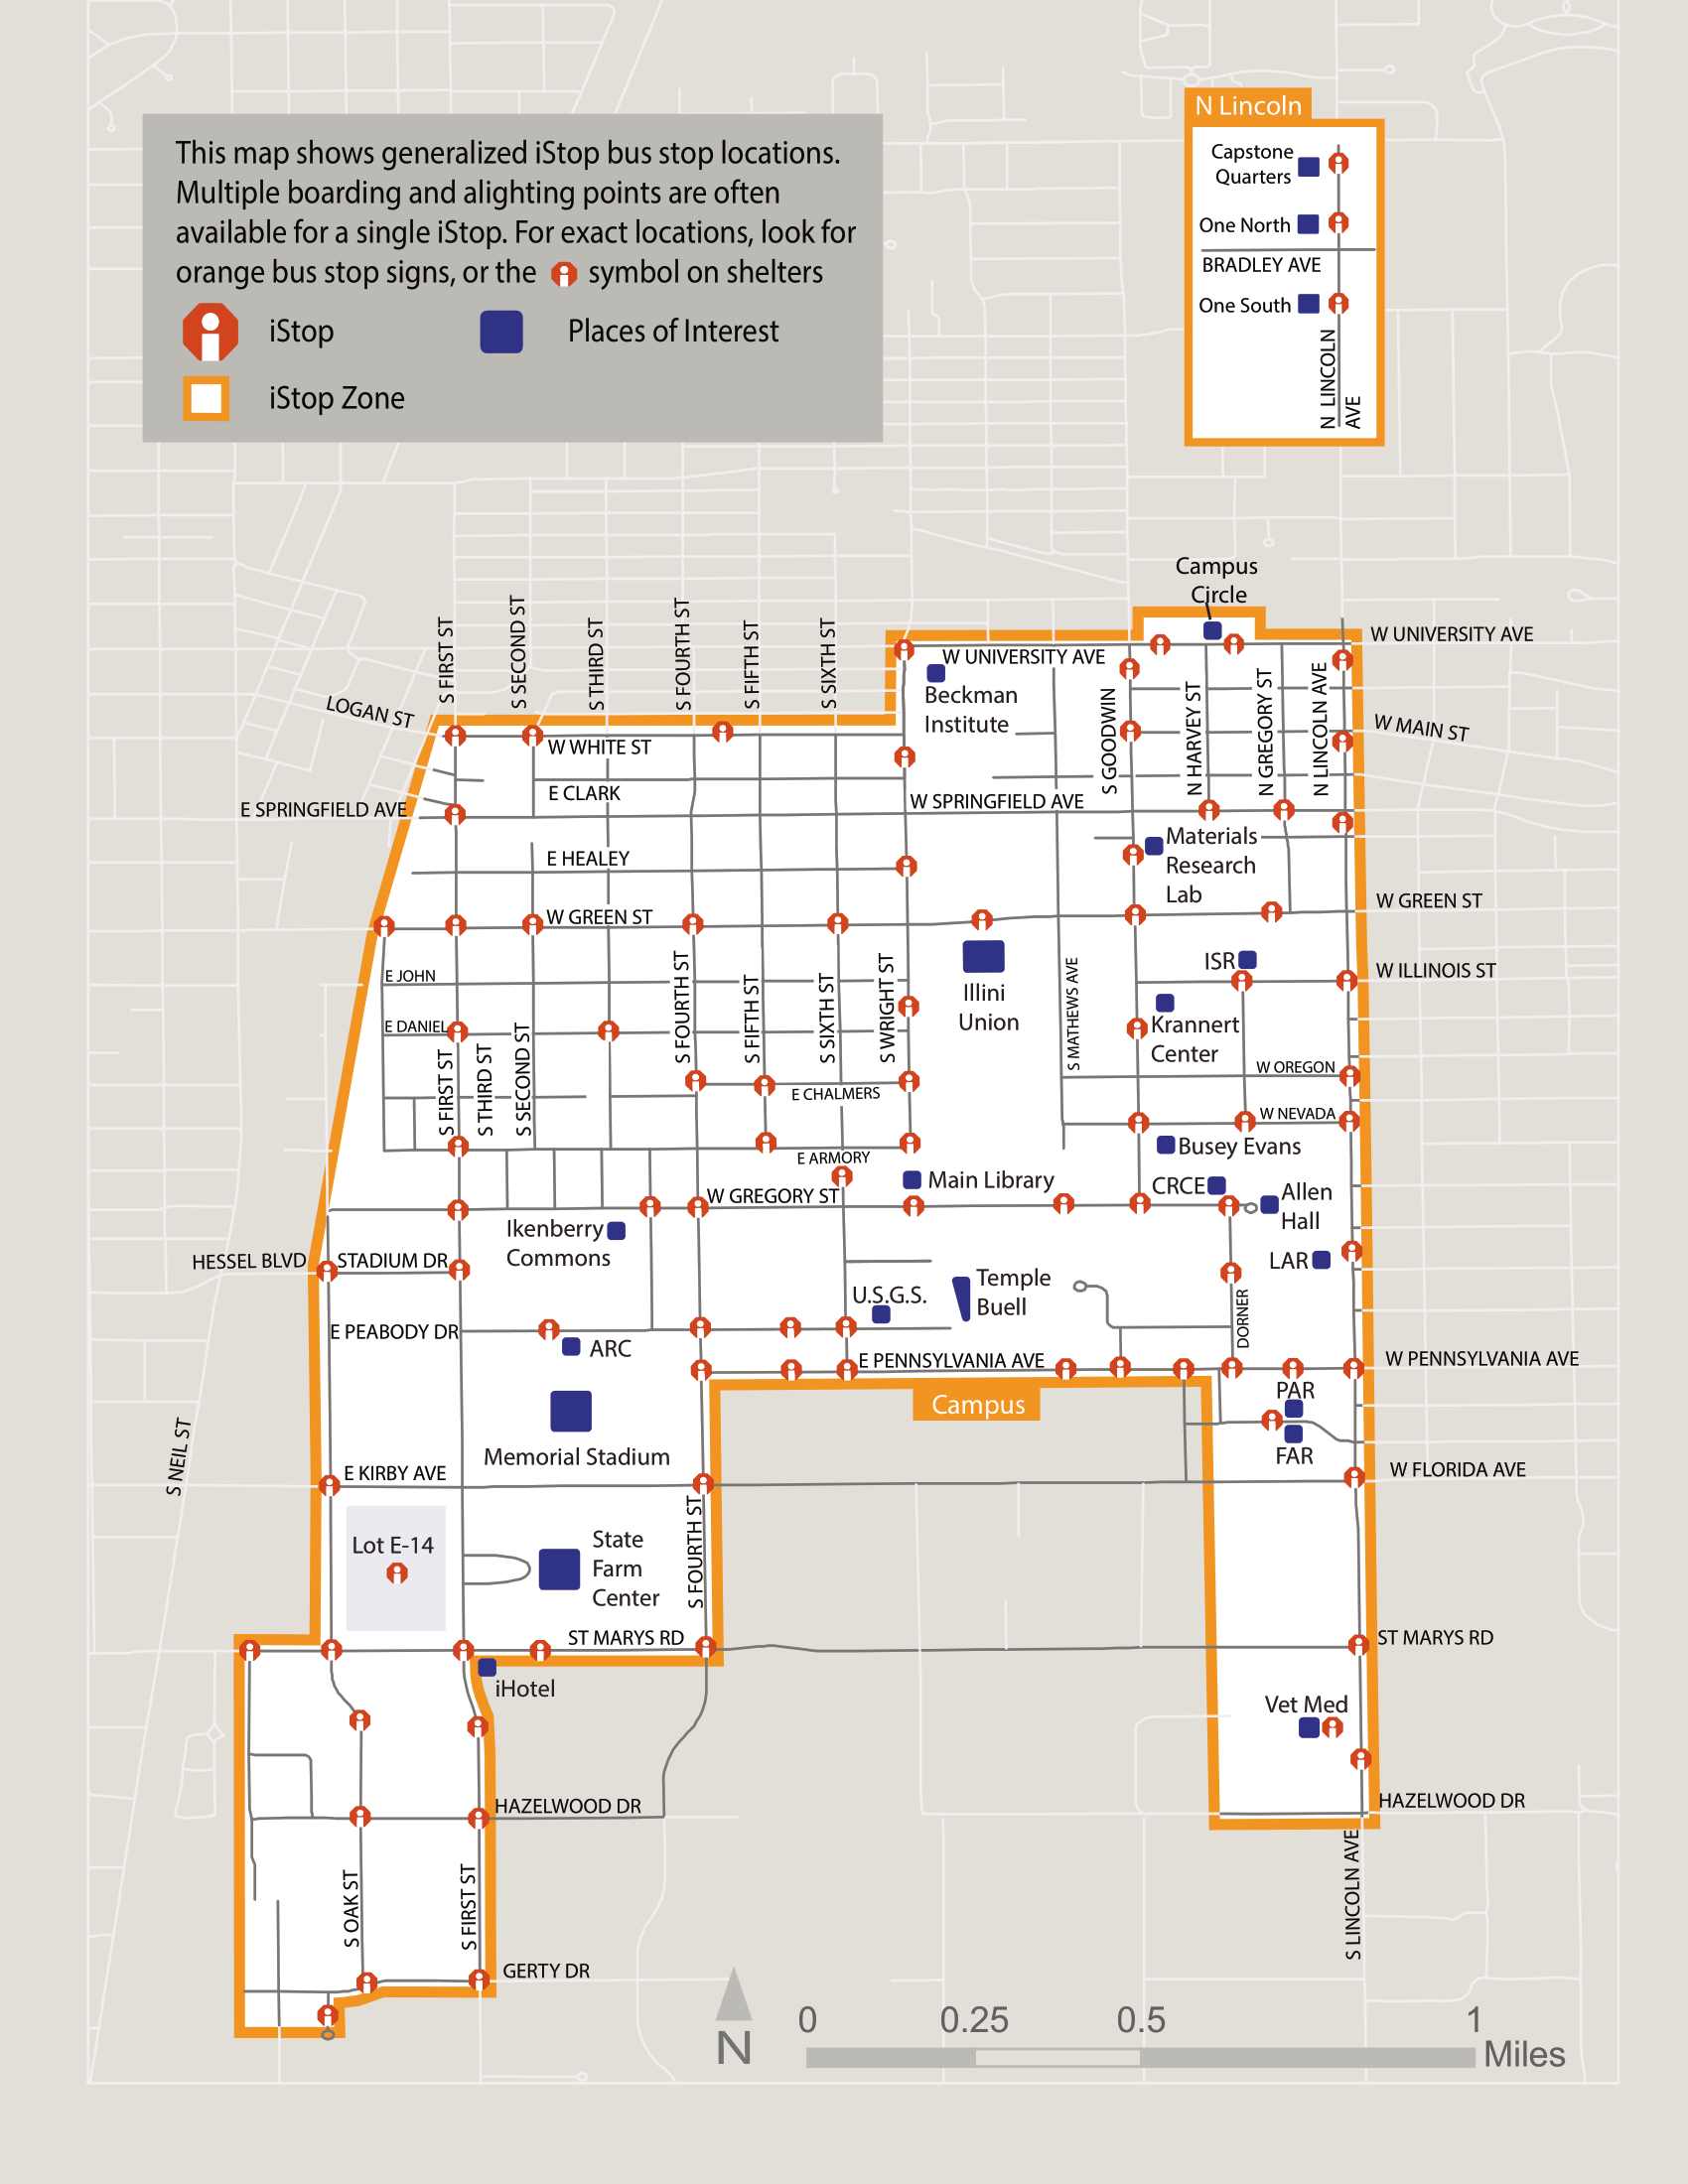 N Lincoln
Capstone
Quarters
One North
BRADLEY AVE
One South
N LINCOLN
AVE
This map shows generalized iStop bus stop locations.
Multiple boarding and alighting points are often
available for a single iStop. For exact locations, look for
orange bus stop signs, or the symbol on shelters
iStop
Places of Interest
iStop Zone
Campus
Circle
S FIRST ST
S SECOND ST
S THIRD ST
S FOURTH ST
S FIFTH ST
S SIXTH ST
W UNIVERSITY AVE
W UNIVERSITY AVE
Beckman
Institute
LOGAN ST
W WHITE ST
S GOODWIN
N HARVEY ST
N GREGORY ST
N LINCOLN AVE
W MAIN ST
E CLARK
E SPRINGFIELD AVE
W SPRINGFIELD AVE
Materials
Research
Lab
E HEALEY
W GREEN ST
W GREEN ST
E JOHN
ISR
W ILLINOIS ST
Illini
Union
E DANIEL
S FOURTH ST
S FIFTH ST
S SIXTH ST
S WRIGHT ST
S MATHEWS AVE
Krannert
Center
S FIRST ST
S THIRD ST
S SECOND ST
W OREGON
E CHALMERS
W NEVADA
Busey Evans
E ARMORY
Main Library
CRCE
Allen
Hall
W GREGORY ST
Ikenberry
Commons
HESSEL BLVD
STADIUM DR
LAR
Temple
Buell
U.S.G.S.
DORNER
E PEABODY DR
ARC
E PENNSYLVANIA AVE
W PENNSYLVANIA AVE
Campus
PAR
FAR
Memorial Stadium
S NEIL ST
E KIRBY AVE
W FLORIDA AVE
Lot E-14
State
Farm
Center
S FOURTH ST
ST MARYS RD
ST MARYS RD
iHotel
Vet Med
HAZELWOOD DR
HAZELWOOD DR
S OAK ST
S FIRST ST
S LINCOLN AVE
GERTY DR
N
0 0.25 0.5 1
Miles